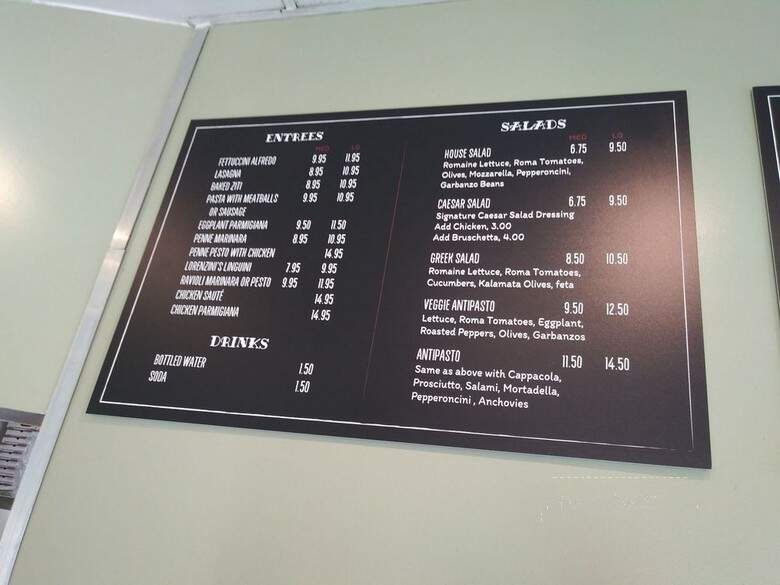 ENTREES
MED LG
FETTUCCINI ALFREDO 9.95 11.95
LASAGNA 8.95 10.95
BAKED ZITI 8.95 10.95
PASTA WITH MEATBALLS 9.95 10.95
OR SAUSAGE
EGGPLANT PARMIGIANA 9.50 11.50
PENNE MARINARA 8.95 10.95
PENNE PESTO WITH CHICKEN 14.95
LORENZINI'S LINGUINI 7.95 9.95
RAVIOLI MARINARA OR PESTO 9.95 11.95
CHICKEN SAUTÉ 14.95
CHICKEN PARMIGIANA 14.95
DRINKS
BOTTLED WATER 1.50
SODA 1.50
SALADS
MED LG
HOUSE SALAD 6.75 9.50
Romaine Lettuce, Roma Tomatoes,
Olives, Mozzarella, Pepperoncini,
Garbanzo Beans
CAESAR SALAD 6.75 9.50
Signature Caesar Salad Dressing
Add Chicken, 3.00
Add Bruschetta, 4.00
GREEK SALAD 8.50 10.50
Romaine Lettuce, Roma Tomatoes,
Cucumbers, Kalamata Olives, feta
VEGGIE ANTIPASTO 9.50 12.50
Lettuce, Roma Tomatoes, Eggplant,
Roasted Peppers, Olives, Garbanzos
ANTIPASTO 11.50 14.50
Same as above with Cappacola,
Prosciutto, Salami, Mortadella,
Pepperoncini , Anchovies